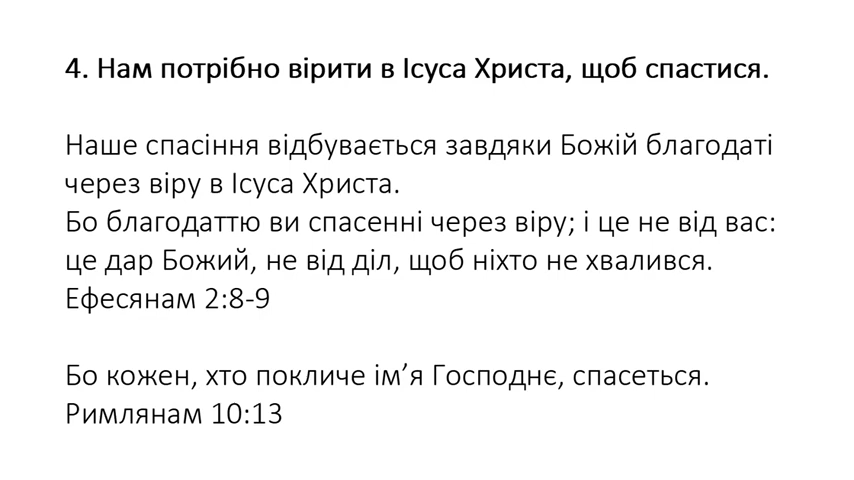 4. Нам потрібно вірити в Ісуса Христа, щоб спастися.
Наше спасіння відбувається завдяки Божій благодаті
через віру в Ісуса Христа.
Бо благодаттю ви спасенні через віру; і це не від вас:
це дар Божий, не від діл, щоб ніхто не хвалився.
Ефесянам 2:8-9
Бо кожен, хто покличе ім’я Господнє, спасеться.
Римлянам 10:13